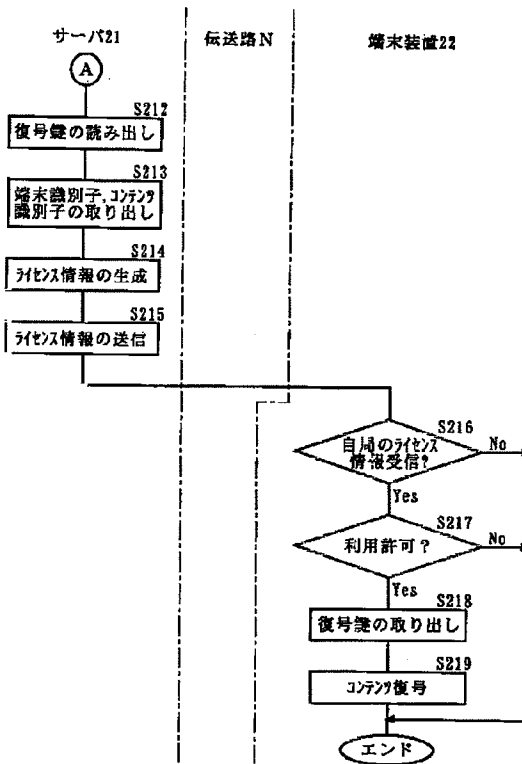 サーバ21
伝送路N
端末装置22
A
S212
復号鍵の読み出し
S213
端末識別子,コンテンツ
識別子の取り出し
S214
ライセンス情報の生成
S215
ライセンス情報の送信
S216
自局のライセンス
情報受信?
No
Yes
S217
利用許可?
No
Yes
S218
復号鍵の取り出し
S219
コンテンツ復号
エンド